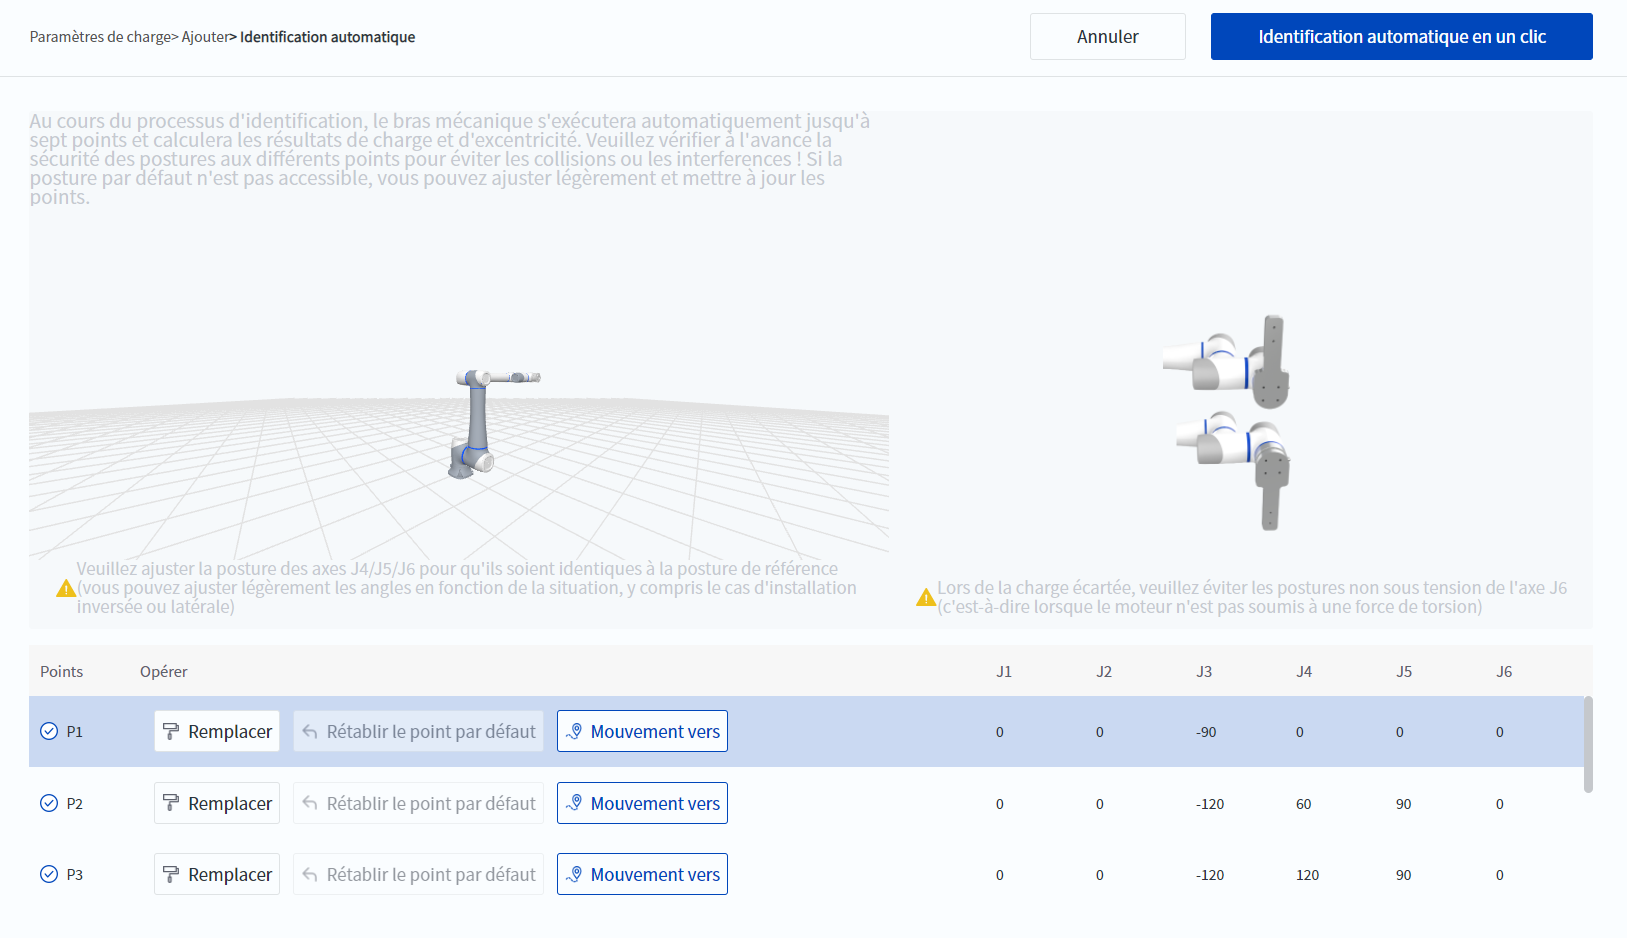 Paramètres de charge> Ajouter> Identification automatique
Annuler
Identification automatique en un clic
Au cours du processus d'identification, le bras mécanique s'exécutera automatiquement jusqu'à
sept points et calculera les résultats de charge et d'excentricité. Veuillez vérifier à l'avance la
sécurité des postures aux différents points pour éviter les collisions ou les interferences ! Si la
posture par défaut n'est pas accessible, vous pouvez ajuster légèrement et mettre à jour les
points.
Veuillez ajuster la posture des axes J4/J5/J6 pour qu'ils soient identiques à la posture de référence
(vous pouvez ajuster légèrement les angles en fonction de la situation, y compris le cas d'installation
inversée ou latérale)
Lors de la charge écartée, veuillez éviter les postures non sous tension de l'axe J6
(c'est-à-dire lorsque le moteur n'est pas soumis à une force de torsion)
Points Opérer J1 J2 J3 J4 J5 J6
P1 Remplacer Rétablir le point par défaut Mouvement vers 0 0 -90 0 0 0
P2 Remplacer Rétablir le point par défaut Mouvement vers 0 0 -120 60 90 0
P3 Remplacer Rétablir le point par défaut Mouvement vers 0 0 -120 120 90 0